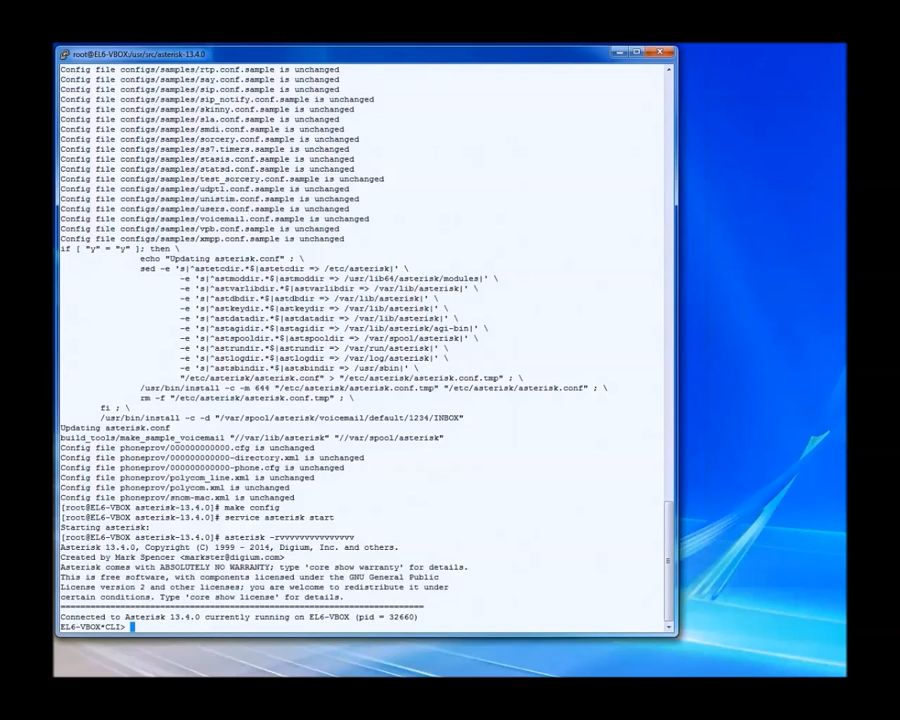 root@EL6-VBOX:/usr/src/asterisk-13.4.0
Config file configs/samples/rtp.conf.sample is unchanged
Config file configs/samples/say.conf.sample is unchanged
Config file configs/samples/sip.conf.sample is unchanged
Config file configs/samples/sip_notify.conf.sample is unchanged
Config file configs/samples/skinny.conf.sample is unchanged
Config file configs/samples/sla.conf.sample is unchanged
Config file configs/samples/smdi.conf.sample is unchanged
Config file configs/samples/sorcery.conf.sample is unchanged
Config file configs/samples/ss7.timers.sample is unchanged
Config file configs/samples/stasis.conf.sample is unchanged
Config file configs/samples/statsd.conf.sample is unchanged
Config file configs/samples/test_sorcery.conf.sample is unchanged
Config file configs/samples/udptl.conf.sample is unchanged
Config file configs/samples/unistim.conf.sample is unchanged
Config file configs/samples/users.conf.sample is unchanged
Config file configs/samples/voicemail.conf.sample is unchanged
Config file configs/samples/vpb.conf.sample is unchanged
Config file configs/samples/xmpp.conf.sample is unchanged
if [ "y" = "y" ]; then \
echo "Updating asterisk.conf" ; \
sed -e 's|^astetcdir.*$|astetcdir => /etc/asterisk|' \
-e 's|^astmoddir.*$|astmoddir => /usr/lib64/asterisk/modules|' \
-e 's|^astvarlibdir.*$|astvarlibdir => /var/lib/asterisk|' \
-e 's|^astdbdir.*$|astdbdir => /var/lib/asterisk|' \
-e 's|^astkeydir.*$|astkeydir => /var/lib/asterisk|' \
-e 's|^astdatadir.*$|astdatadir => /var/lib/asterisk|' \
-e 's|^astagidir.*$|astagidir => /var/lib/asterisk/agi-bin|' \
-e 's|^astspooldir.*$|astspooldir => /var/spool/asterisk|' \
-e 's|^astrundir.*$|astrundir => /var/run/asterisk|' \
-e 's|^astlogdir.*$|astlogdir => /var/log/asterisk|' \
-e 's|^astsbindir.*$|astsbindir => /usr/sbin|' \
"/etc/asterisk/asterisk.conf" > "/etc/asterisk/asterisk.conf.tmp" ; \
/usr/bin/install -c -m 644 "/etc/asterisk/asterisk.conf.tmp" "/etc/asterisk/asterisk.conf" ; \
rm -f "/etc/asterisk/asterisk.conf.tmp" ; \
fi ; \
/usr/bin/install -c -d "/var/spool/asterisk/voicemail/default/1234/INBOX"
Updating asterisk.conf
build_tools/make_sample_voicemail "//var/lib/asterisk" "//var/spool/asterisk"
Config file phoneprov/000000000000.cfg is unchanged
Config file phoneprov/000000000000-directory.xml is unchanged
Config file phoneprov/000000000000-phone.cfg is unchanged
Config file phoneprov/polycom_line.xml is unchanged
Config file phoneprov/polycom.xml is unchanged
Config file phoneprov/snom-mac.xml is unchanged
[root@EL6-VBOX asterisk-13.4.0]# make config
[root@EL6-VBOX asterisk-13.4.0]# service asterisk start
Starting asterisk:
[root@EL6-VBOX asterisk-13.4.0]# asterisk -rvvvvvvvvvvvvvvv
Asterisk 13.4.0, Copyright (C) 1999 - 2014, Digium, Inc. and others.
Created by Mark Spencer <markster@digium.com>
Asterisk comes with ABSOLUTELY NO WARRANTY; type 'core show warranty' for details.
This is free software, with components licensed under the GNU General Public
License version 2 and other licenses; you are welcome to redistribute it under
certain conditions. Type 'core show license' for details.
=========================================================================
Connected to Asterisk 13.4.0 currently running on EL6-VBOX (pid = 32660)
EL6-VBOX*CLI>